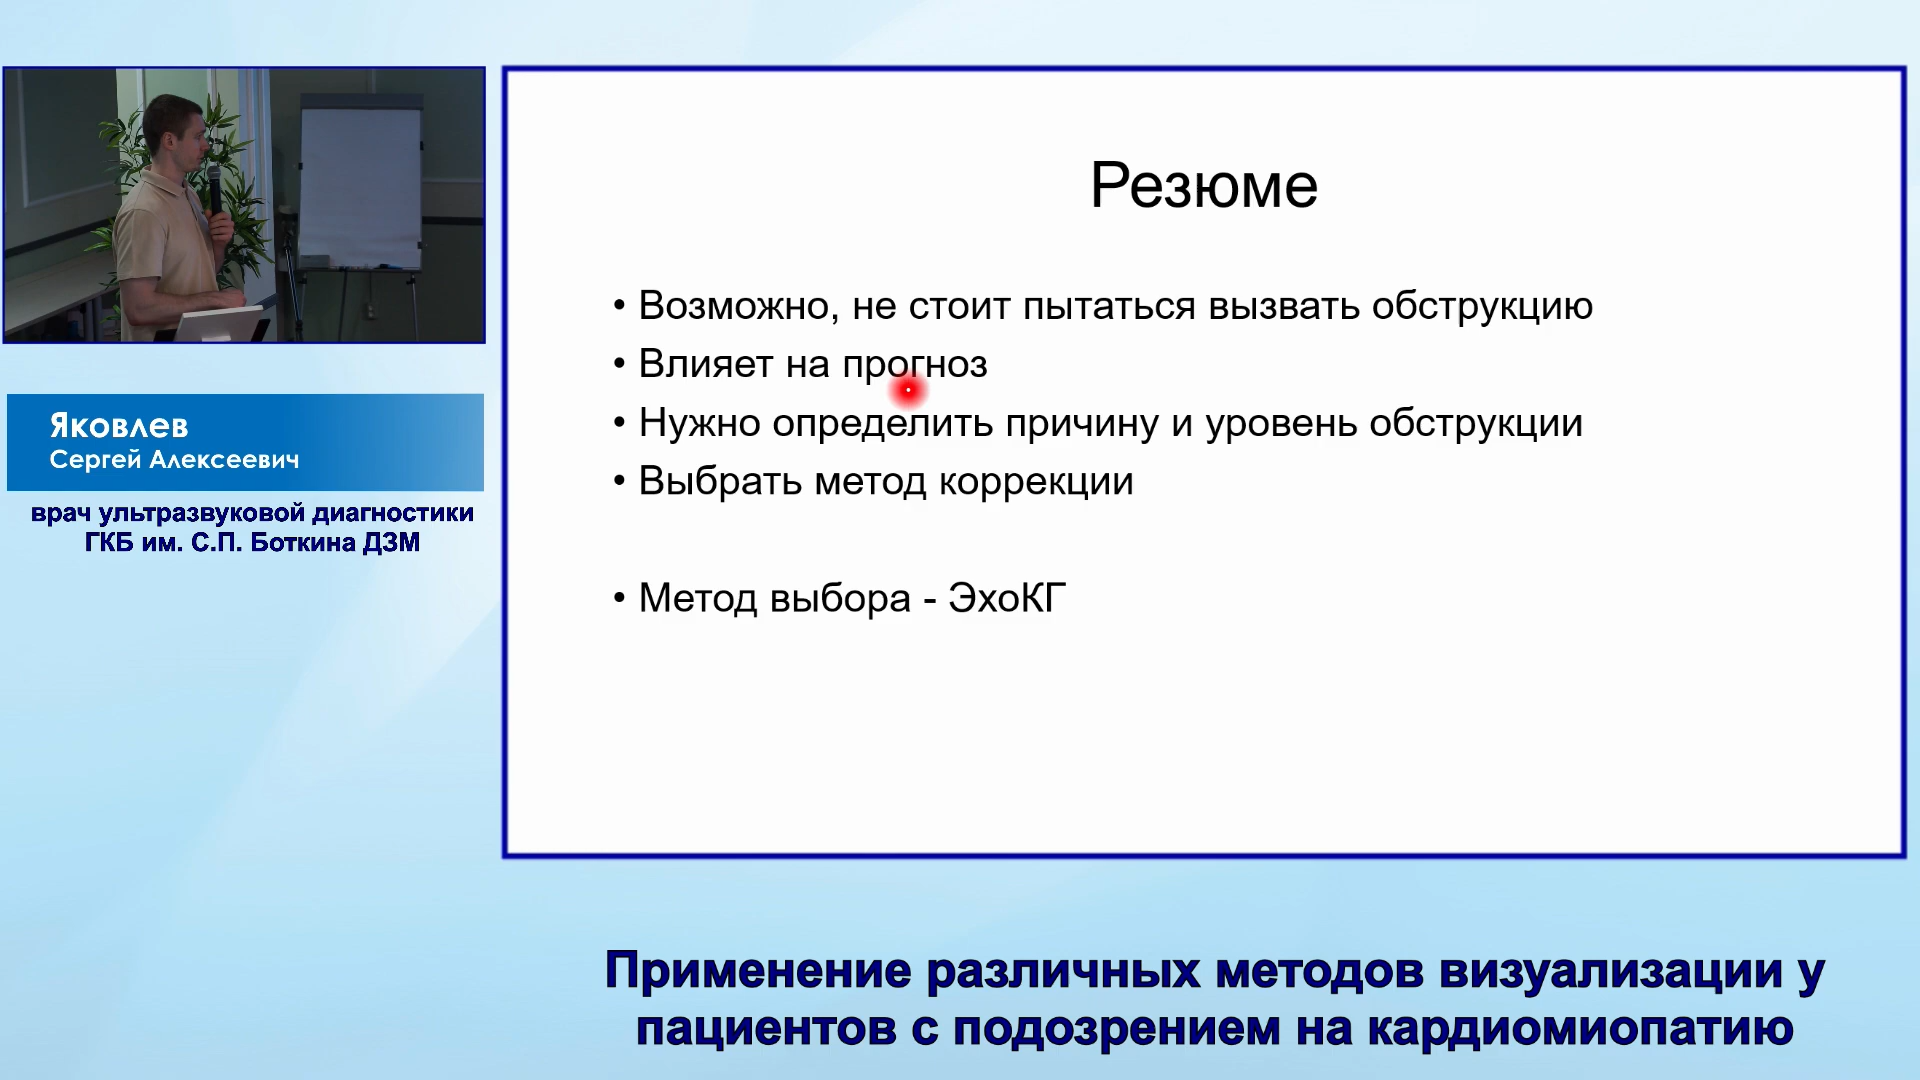 Резюме
• Возможно, не стоит пытаться вызвать обструкцию
• Влияет на прогноз
• Нужно определить причину и уровень обструкции
• Выбрать метод коррекции
• Метод выбора - ЭхоКГ
Яковлев
Сергей Алексеевич
врач ультразвуковой диагностики
ГКБ им. С.П. Боткина ДЗМ
Применение различных методов визуализации у
пациентов с подозрением на кардиомиопатию